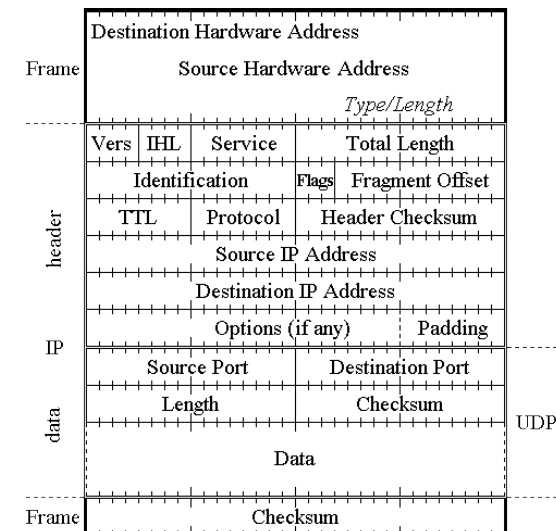 Destination Hardware Address
Frame Source Hardware Address
Type/Length
Vers IHL Service Total Length
Identification Flags Fragment Offset
TTL Protocol Header Checksum
header
Source IP Address
Destination IP Address
Options (if any) Padding
IP
Source Port Destination Port
Length Checksum
data
UDP
Data
Frame Checksum